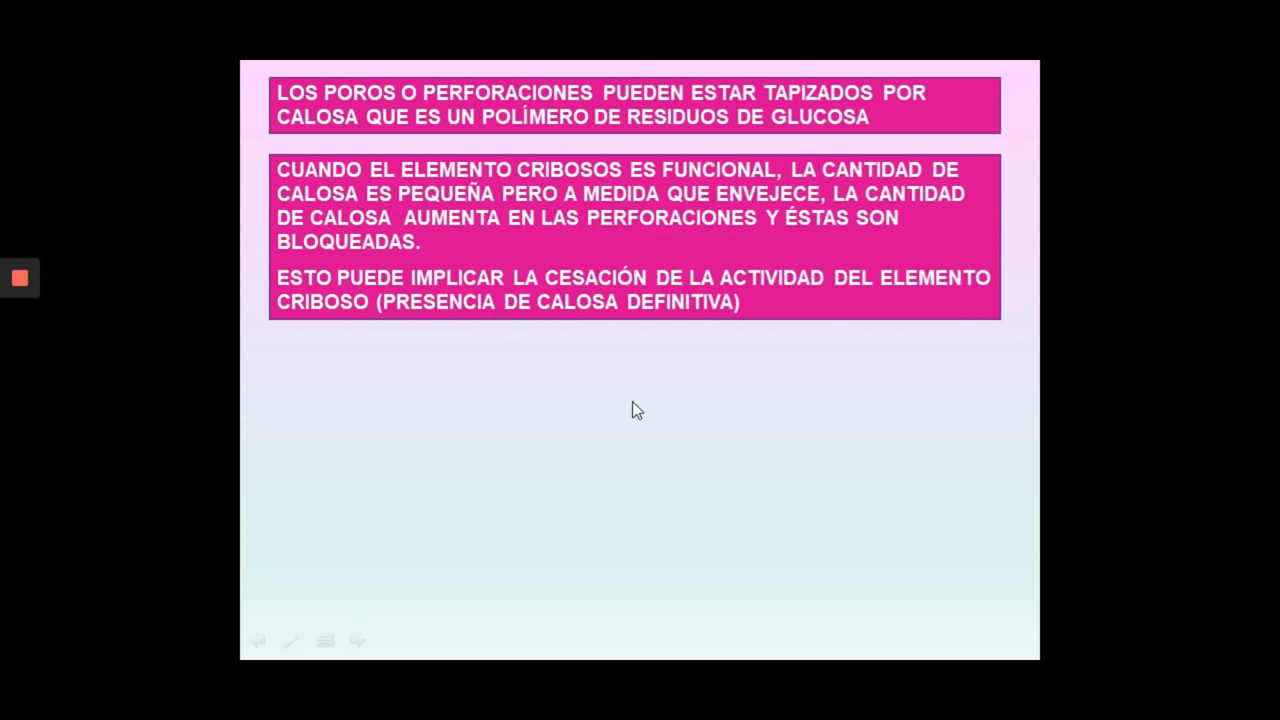 LOS POROS O PERFORACIONES PUEDEN ESTAR TAPIZADOS POR
CALOSA QUE ES UN POLÍMERO DE RESIDUOS DE GLUCOSA
CUANDO EL ELEMENTO CRIBOSOS ES FUNCIONAL, LA CANTIDAD DE
CALOSA ES PEQUEÑA PERO A MEDIDA QUE ENVEJECE, LA CANTIDAD
DE CALOSA AUMENTA EN LAS PERFORACIONES Y ÉSTAS SON
BLOQUEADAS.
ESTO PUEDE IMPLICAR LA CESACIÓN DE LA ACTIVIDAD DEL ELEMENTO
CRIBOSO (PRESENCIA DE CALOSA DEFINITIVA)